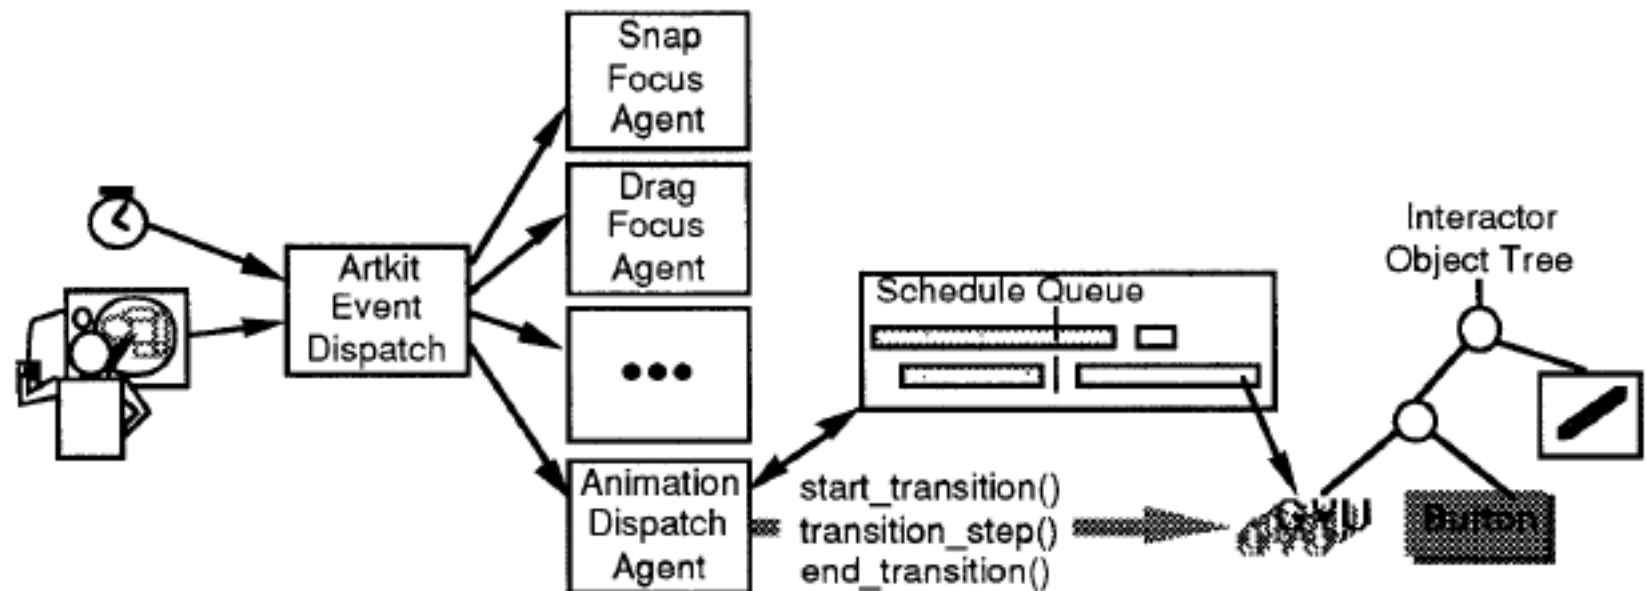 Snap
Focus
Agent
Drag
Focus
Agent
Artkit
Event
Dispatch
Animation
Dispatch
Agent
Schedule Queue
start_transition()
transition_step()
end_transition()
Interactor
Object Tree
GVU
Button